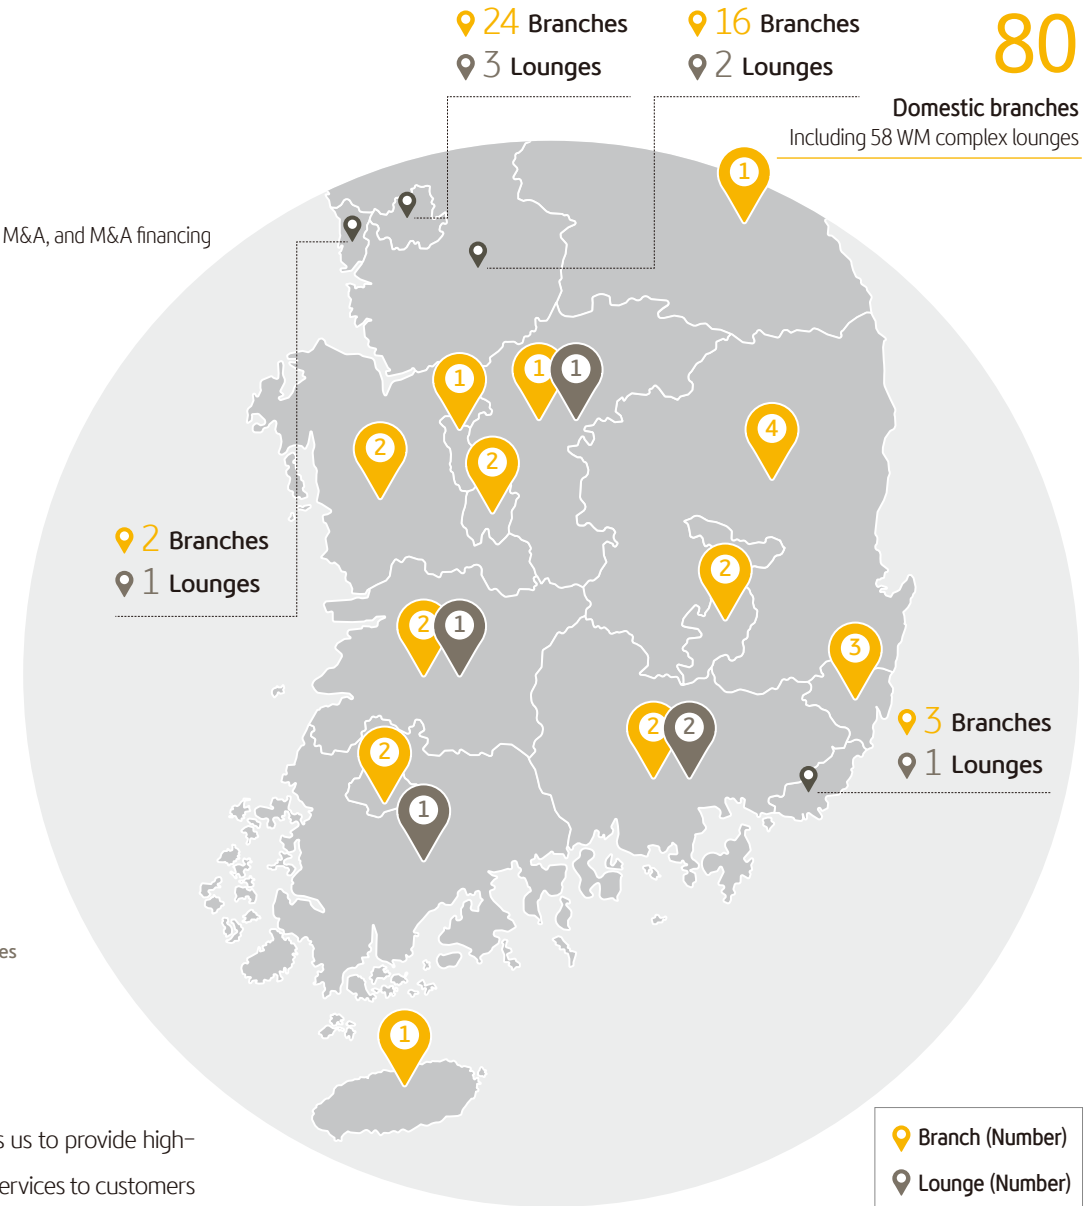 24 Branches
3 Lounges
16 Branches
2 Lounges
80
Domestic branches
Including 58 WM complex lounges
M&A, and M&A financing
1
1
1
1
2
2
4
2 Branches
1 Lounges
2
2
1
3
2
2
3 Branches
1 Lounges
2
1
es
1
s us to provide high-
ervices to customers
Branch (Number)
Lounge (Number)